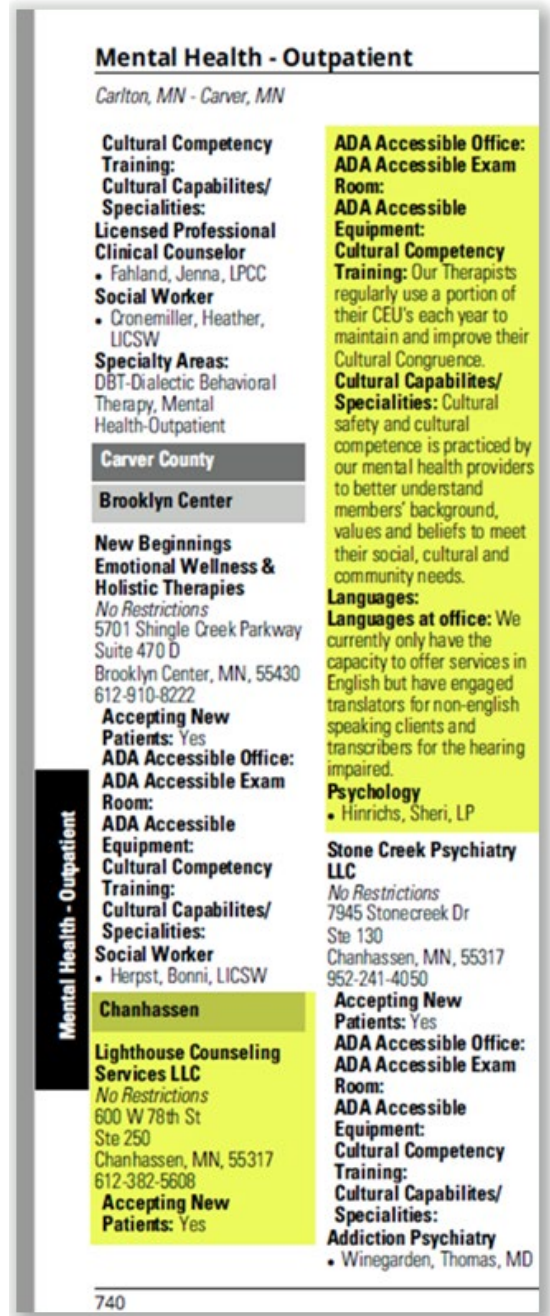 Mental Health - Outpatient
Carlton, MN - Carver, MN
Cultural Competency
Training:
Cultural Capabilites/
Specialities:
Licensed Professional
Clinical Counselor
• Fahland, Jenna, LPCC
Social Worker
• Cronemiller, Heather,
LICSW
Specialty Areas:
DBT-Dialectic Behavioral
Therapy, Mental
Health-Outpatient
Carver County
Brooklyn Center
New Beginnings
Emotional Wellness &
Holistic Therapies
No Restrictions
5701 Shingle Creek Parkway
Suite 470 D
Brooklyn Center, MN, 55430
612-910-8222
Accepting New
Patients: Yes
ADA Accessible Office:
ADA Accessible Exam
Room:
ADA Accessible
Equipment:
Cultural Competency
Training:
Cultural Capabilites/
Specialities:
Social Worker
• Herpst, Bonni, LICSW
Chanhassen
Lighthouse Counseling
Services LLC
No Restrictions
600 W 78th St
Ste 250
Chanhassen, MN, 55317
612-382-5608
Accepting New
Patients: Yes
ADA Accessible Office:
ADA Accessible Exam
Room:
ADA Accessible
Equipment:
Cultural Competency
Training: Our Therapists
regularly use a portion of
their CEU's each year to
maintain and improve their
Cultural Congruence.
Cultural Capabilites/
Specialities: Cultural
safety and cultural
competence is practiced by
our mental health providers
to better understand
members' background,
values and beliefs to meet
their social, cultural and
community needs.
Languages:
Languages at office: We
currently only have the
capacity to offer services in
English but have engaged
translators for non-english
speaking clients and
transcribers for the hearing
impaired.
Psychology
• Hinrichs, Sheri, LP
Stone Creek Psychiatry
LLC
No Restrictions
7945 Stonecreek Dr
Ste 130
Chanhassen, MN, 55317
952-241-4050
Accepting New
Patients: Yes
ADA Accessible Office:
ADA Accessible Exam
Room:
ADA Accessible
Equipment:
Cultural Competency
Training:
Cultural Capabilites/
Specialities:
Addiction Psychiatry
• Winegarden, Thomas, MD
Mental Health - Outpatient
740